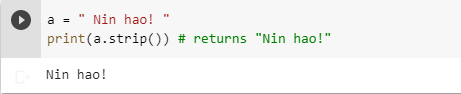 a = " Nin hao! "
print(a.strip()) # returns "Nin hao!"
Nin hao!